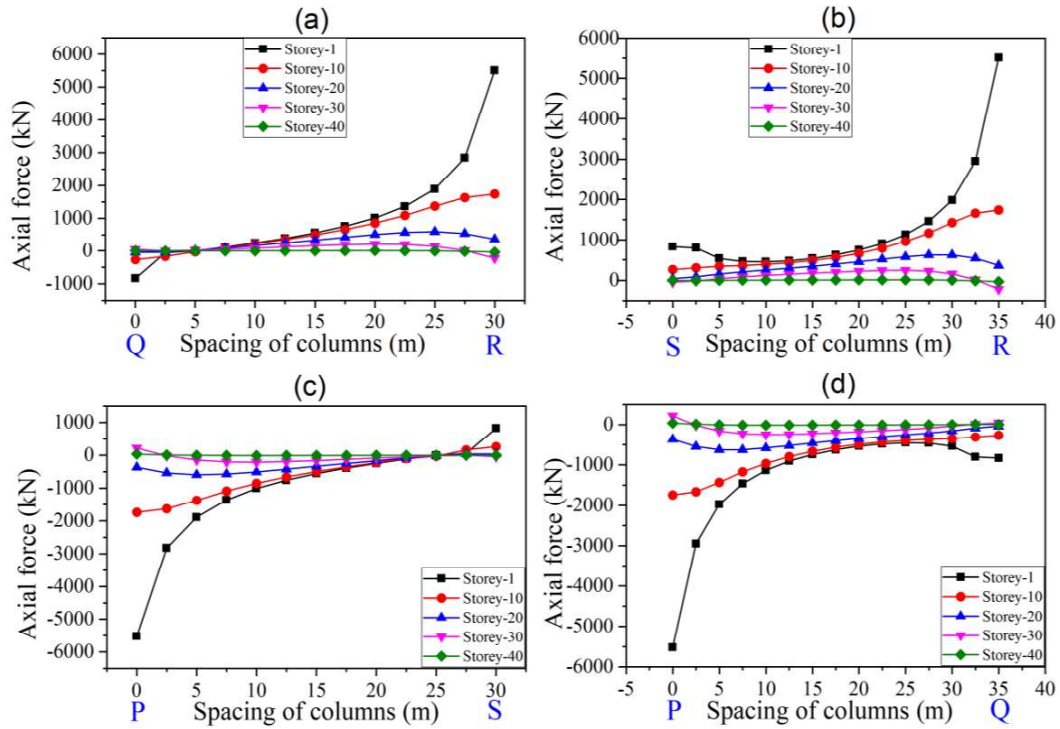 (a)
Axial force (kN)
6000
5000
4000
3000
2000
1000
0
-1000
Storey-1
Storey-10
Storey-20
Storey-30
Storey-40
0 5 10 15 20 25 30
Q Spacing of columns (m) R
(b)
Axial force (kN)
6000
5000
4000
3000
2000
1000
0
Storey-1
Storey-10
Storey-20
Storey-30
Storey-40
-5 0 5 10 15 20 25 30 35 40
S Spacing of columns (m) R
(c)
Axial force (kN)
1000
0
-1000
-2000
-3000
-4000
-5000
-6000
Storey-1
Storey-10
Storey-20
Storey-30
Storey-40
0 5 10 15 20 25 30
P Spacing of columns (m) S
(d)
Axial force (kN)
0
-1000
-2000
-3000
-4000
-5000
-6000
Storey-1
Storey-10
Storey-20
Storey-30
Storey-40
-5 0 5 10 15 20 25 30 35 40
P Spacing of columns (m) Q